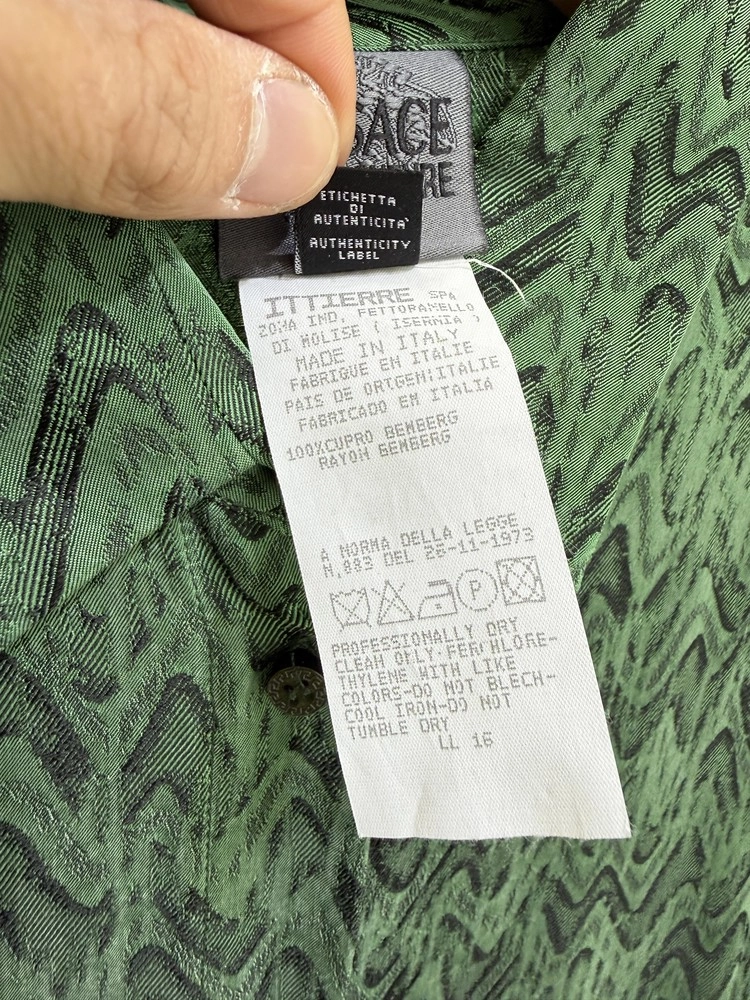 SACE
RE
ETICHETTA
DI
AUTENTICITA'
AUTHENTICITY
LABEL
ITTIERRE SPA
ZONA IND. FETTORANELLO
DI MOLISE ( ISERNIA )
MADE IN ITALY
FABRIQUE EN ITALIE
PAIS DE ORIGEN:ITALIE
FABRICADO EM ITALIA
100%CUPRO BEMBERG
RAYON BEMBERG
A NORMA DELLA LEGGE
N.883 DEL 26-11-1973
P
PROFESSIONALLY DRY
CLEAN ONLY-PERCHLORE-
THYLENE WITH LIKE
COLORS-DO NOT BLECH-
COOL IRON-DO NOT
TUMBLE DRY
LL 16